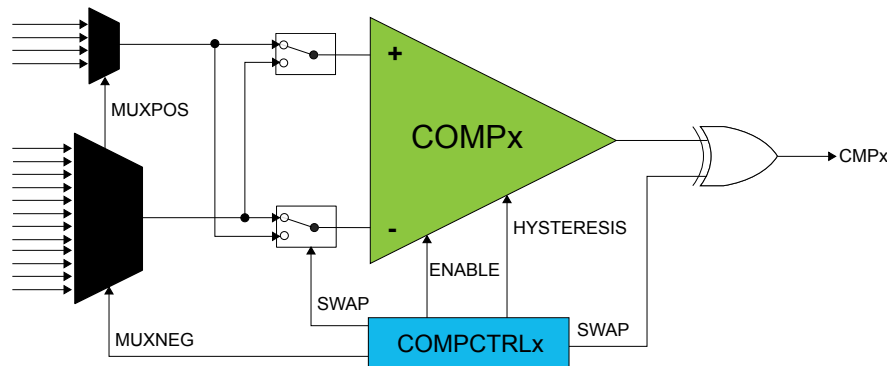 +
MUXPOS
COMPx
CMPx
-
HYSTERESIS
ENABLE
SWAP
SWAP
MUXNEG
COMPCTRLx